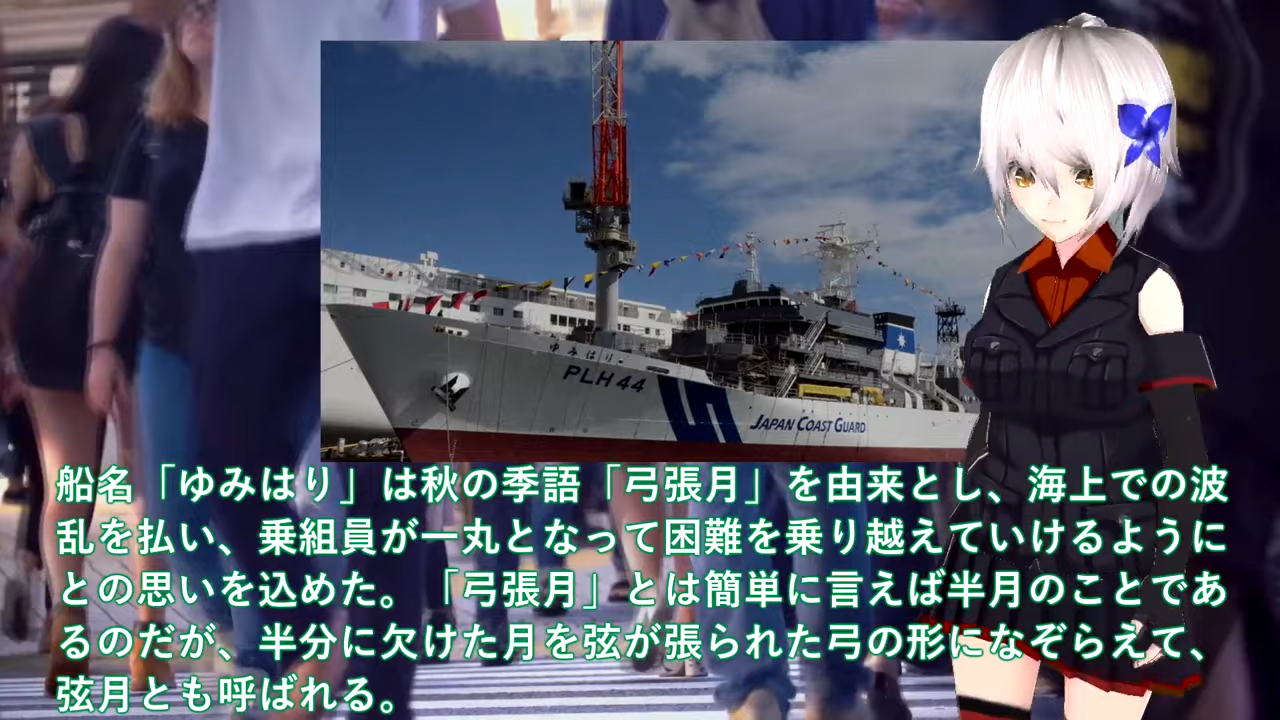 ゆみはり
PLH 44
JAPAN COAST GUARD
船名「ゆみはり」は秋の季語「弓張月」を由来とし、海上での波
乱を払い、乗組員が一丸となって困難を乗り越えていけるように
との思いを込めた。「弓張月」とは簡単に言えば半月のことであ
るのだが、半分に欠けた月を弦が張られた弓の形になぞらえて、
弦月とも呼ばれる。